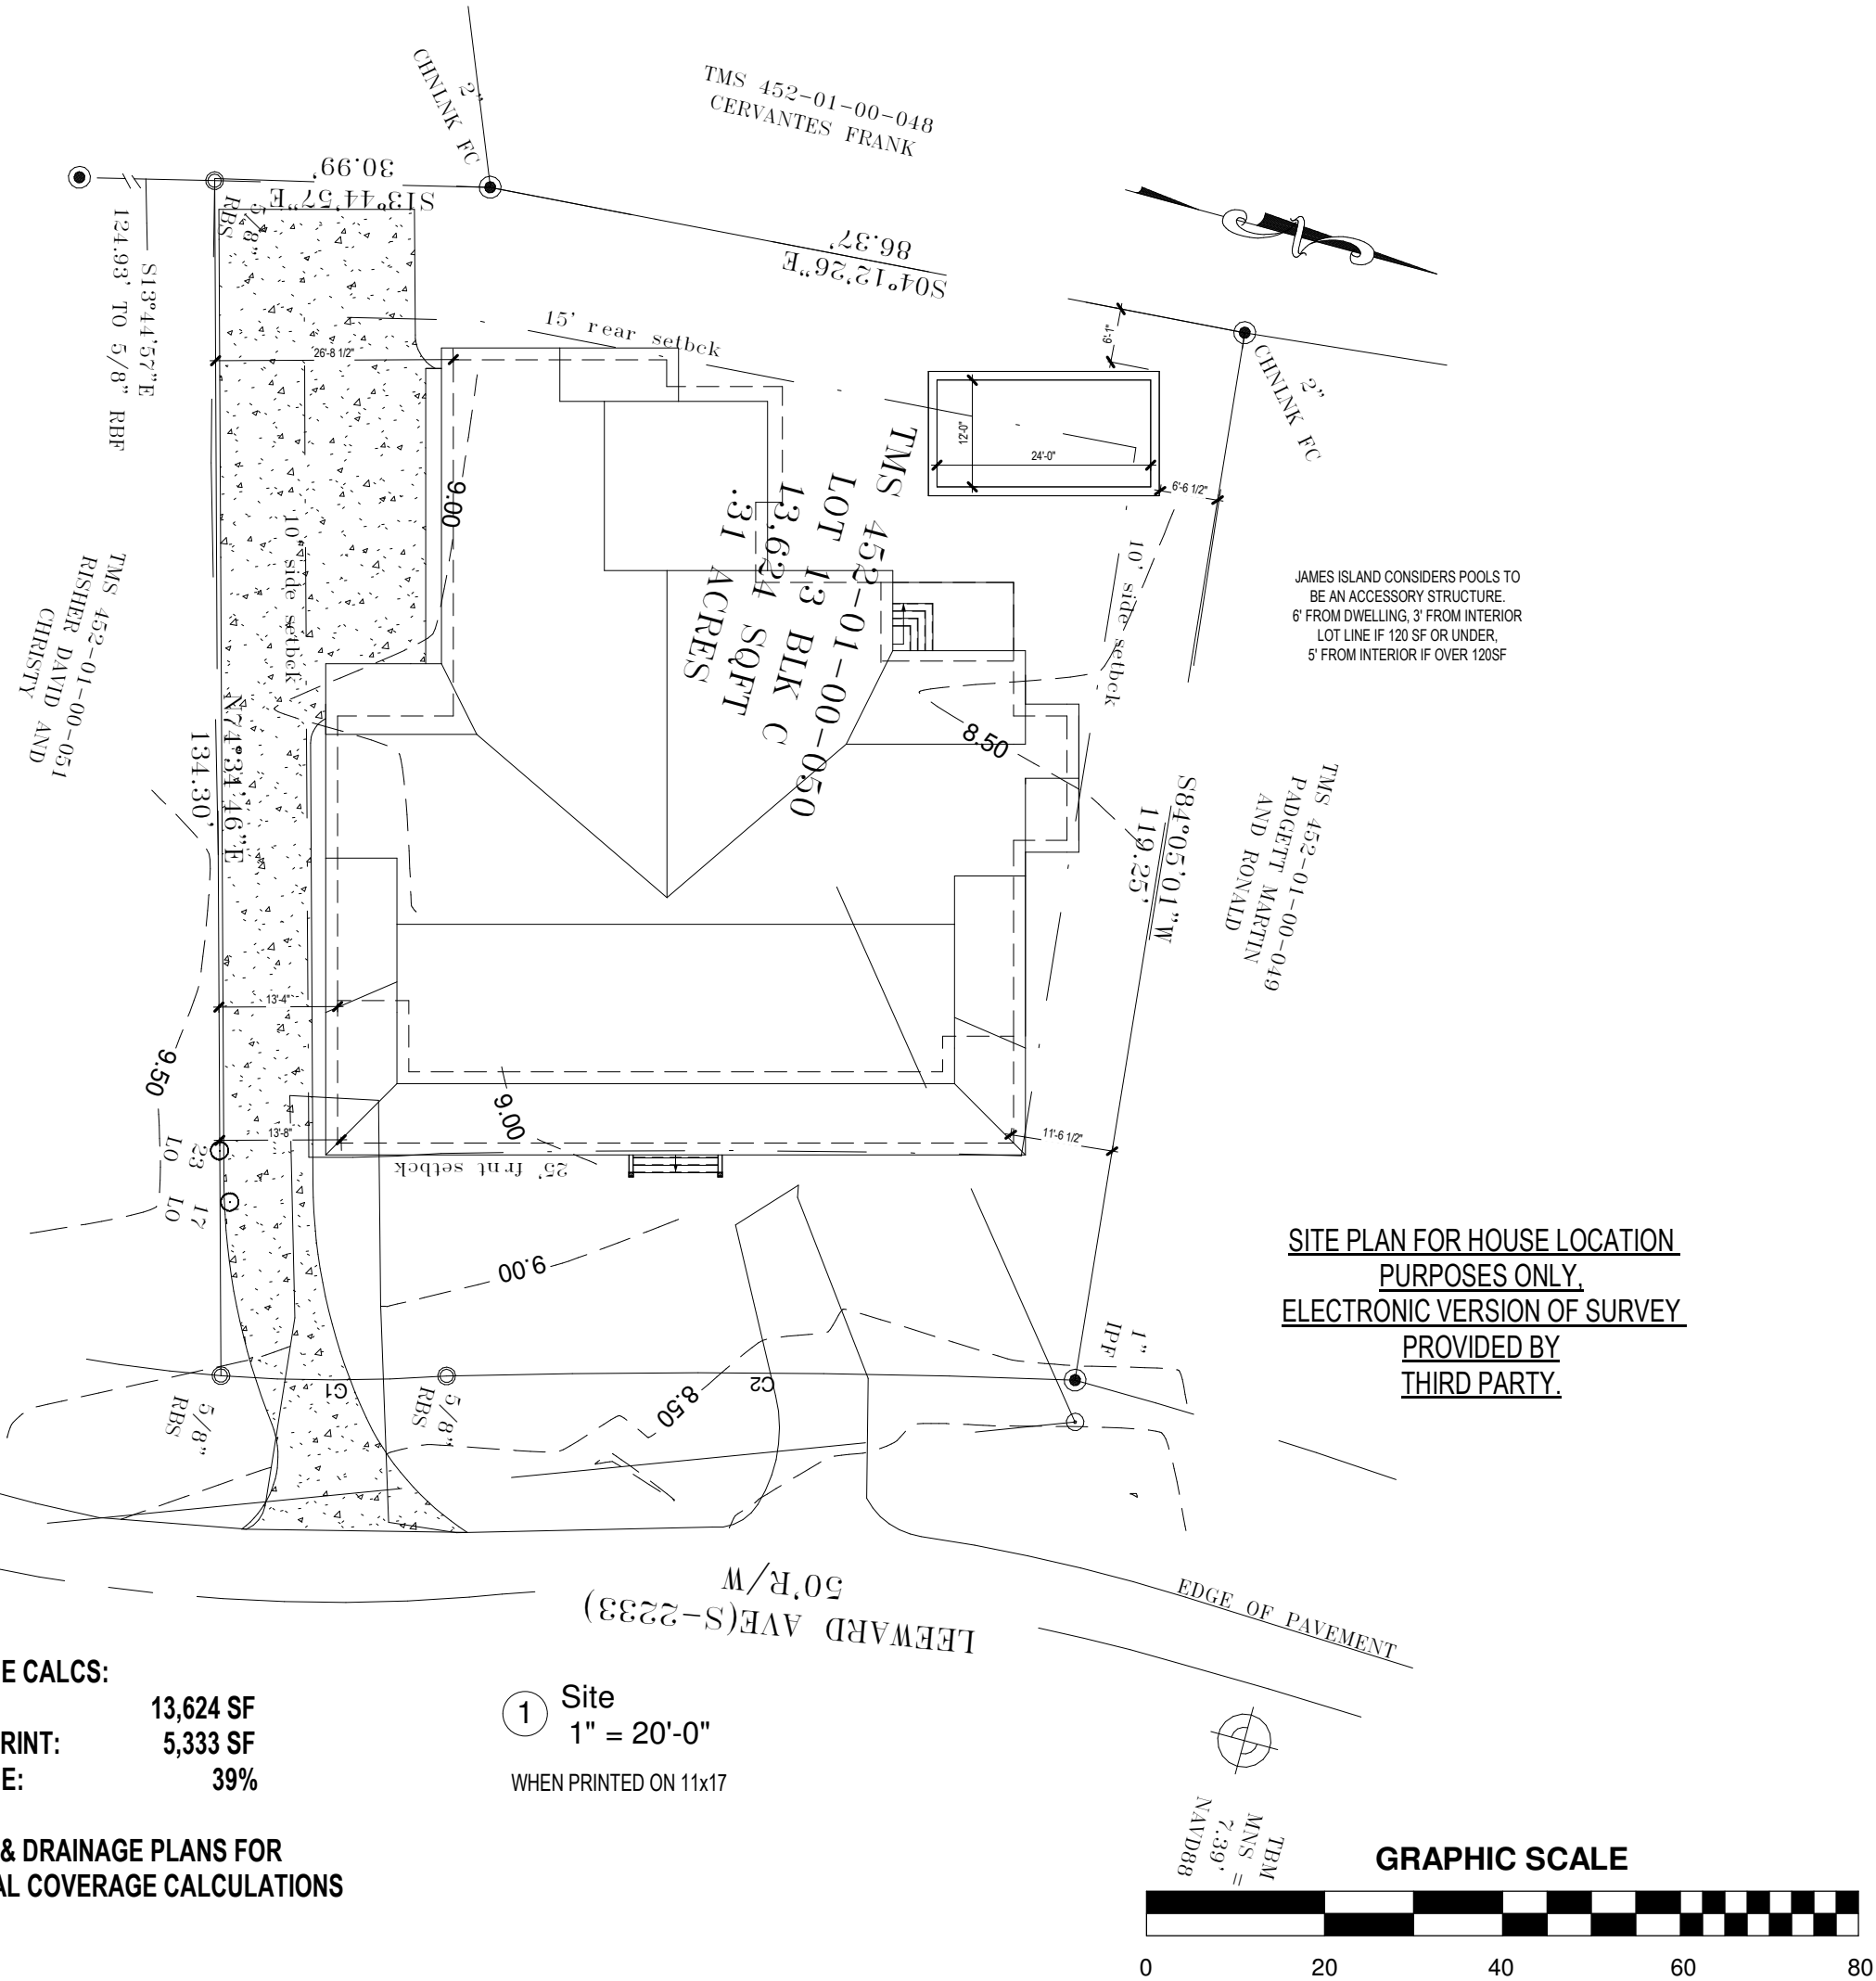 TMS 452-01-00-048
CERVANTES FRANK
2"
CHNLNK FC
30.99'
S13°44'57"E
5/8"
RBS
S13°44'57"E
124.93' TO 5/8" RBF
86.37'
S04°12'26"E
15' rear setbck
26'-8 1/2"
6'-1"
2"
CHNLNK FC
12'-0"
24'-0"
6'-6 1/2"
9.00
10' side setbck
TMS 452-01-00-050
LOT 13 BLK C
13,624 SQFT
.31 ACRES
10' side setbck
JAMES ISLAND CONSIDERS POOLS TO
BE AN ACCESSORY STRUCTURE.
6' FROM DWELLING, 3' FROM INTERIOR
LOT LINE IF 120 SF OR UNDER,
5' FROM INTERIOR IF OVER 120SF
TMS 452-01-00-051
RISHER DAVID AND
CHRISTY
N74°34'46"E
134.30'
8.50
S84°05'01"W
119.25'
TMS 452-01-00-049
PADGETT MARTIN
AND RONALD
9.50
13'-4"
9.00
13'-8"
11'-6 1/2"
23
LO
17
LO
25' frnt setbck
9.00
SITE PLAN FOR HOUSE LOCATION
PURPOSES ONLY,
ELECTRONIC VERSION OF SURVEY
PROVIDED BY
THIRD PARTY.
1"
IPF
C1
C2
8.50
5/8"
RBS
5/8"
RBS
LEEWARD AVE(S-2233)
50'R/W
EDGE OF PAVEMENT
E CALCS:
13,624 SF
RINT: 5,333 SF
E: 39%
& DRAINAGE PLANS FOR
AL COVERAGE CALCULATIONS
1 Site
1" = 20'-0"
WHEN PRINTED ON 11x17
TBM
MNS =
7.39'
NAVD88
GRAPHIC SCALE
0 20 40 60 80